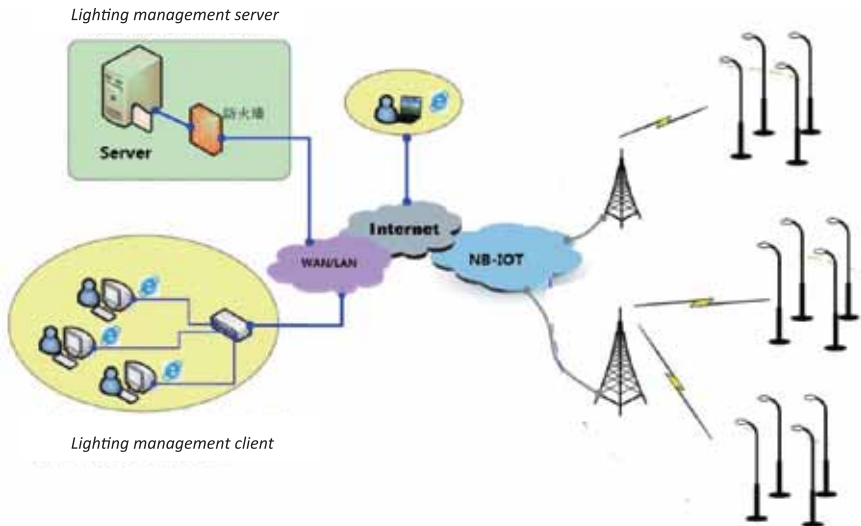 Lighting management server
防火墙
Server
Internet
WAN/LAN
NB-IOT
Lighting management client